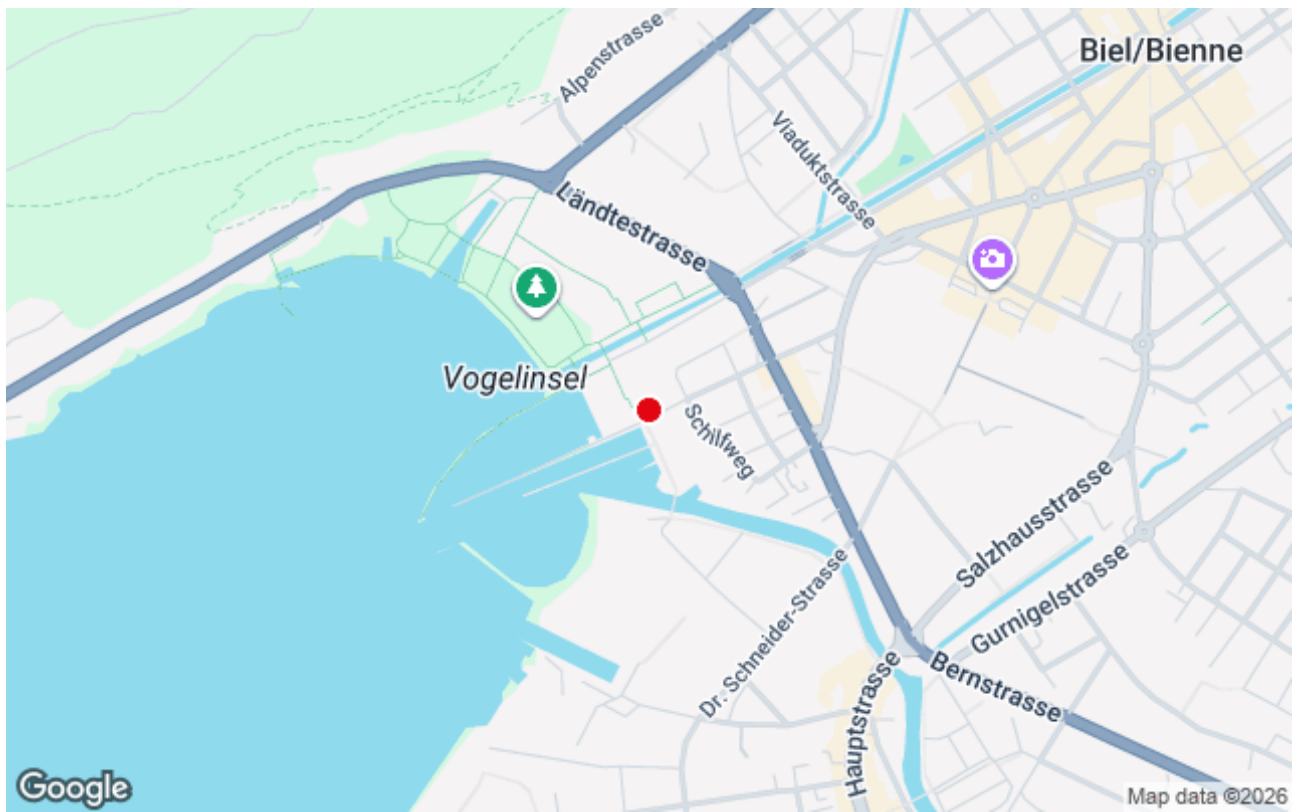 Alpenstrasse
Biel/Bienne
Viaduktstrasse
Ländtestrasse
Vogelinsel
Schilfweg
Salzhausstrasse
Gurnigelstrasse
Dr. Schneider-Strasse
Hauptstrasse
Bernstrasse
Google
Map data ©2026